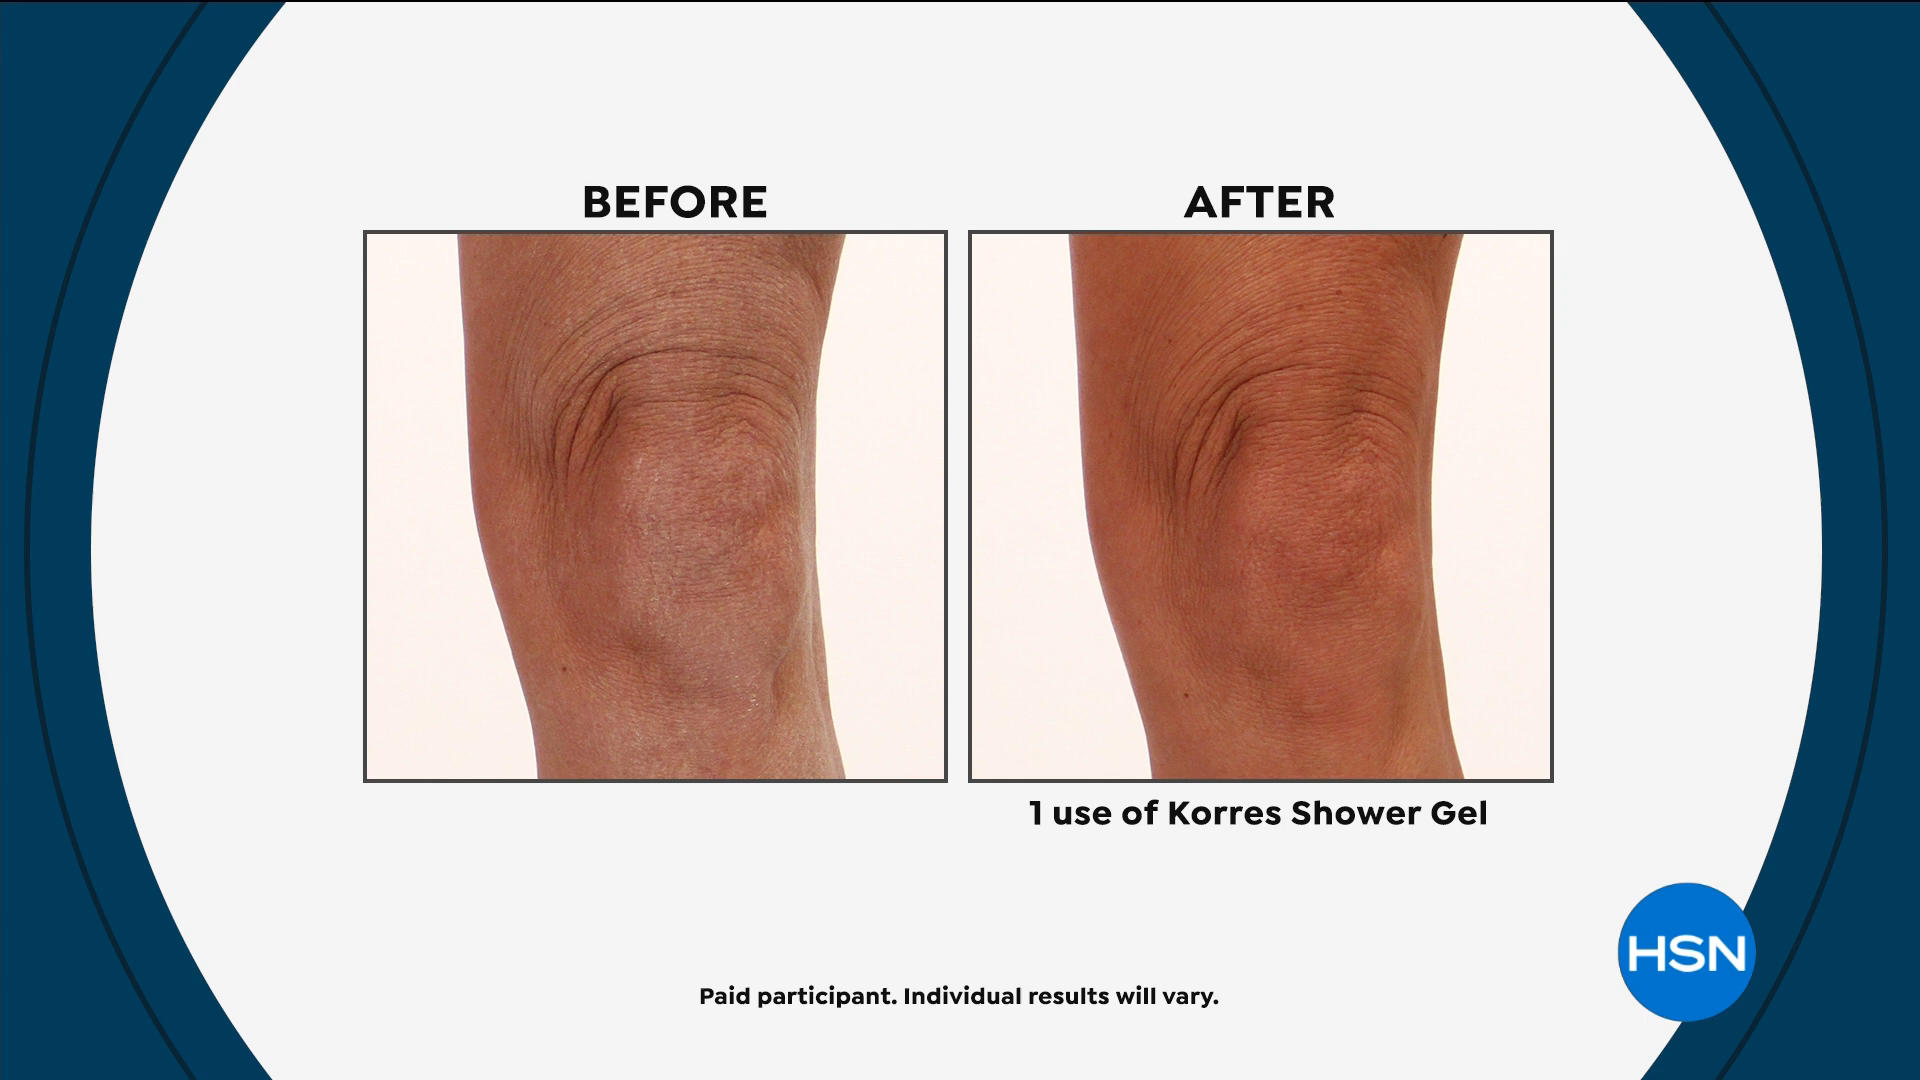 BEFORE
AFTER
1 use of Korres Shower Gel
HSN
Paid participant. Individual results will vary.